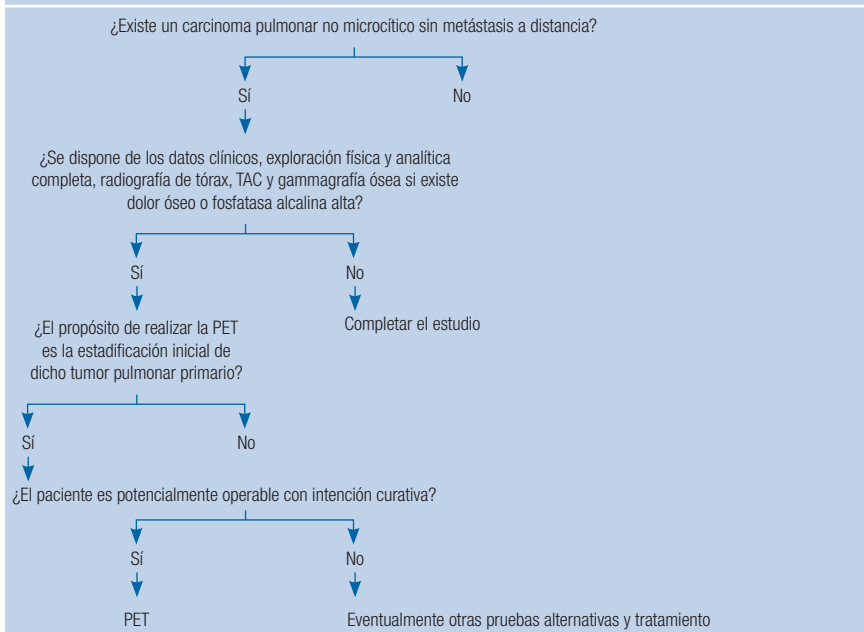 ¿Existe un carcinoma pulmonar no microcítico sin metástasis a distancia?
Sí
No
¿Se dispone de los datos clínicos, exploración física y analítica
completa, radiografía de tórax, TAC y gammagrafía ósea si existe
dolor óseo o fosfatasa alcalina alta?
Sí
No
¿El propósito de realizar la PET
es la estadificación inicial de
dicho tumor pulmonar primario?
Completar el estudio
Sí
No
¿El paciente es potencialmente operable con intención curativa?
Sí
No
PET
Eventualmente otras pruebas alternativas y tratamiento